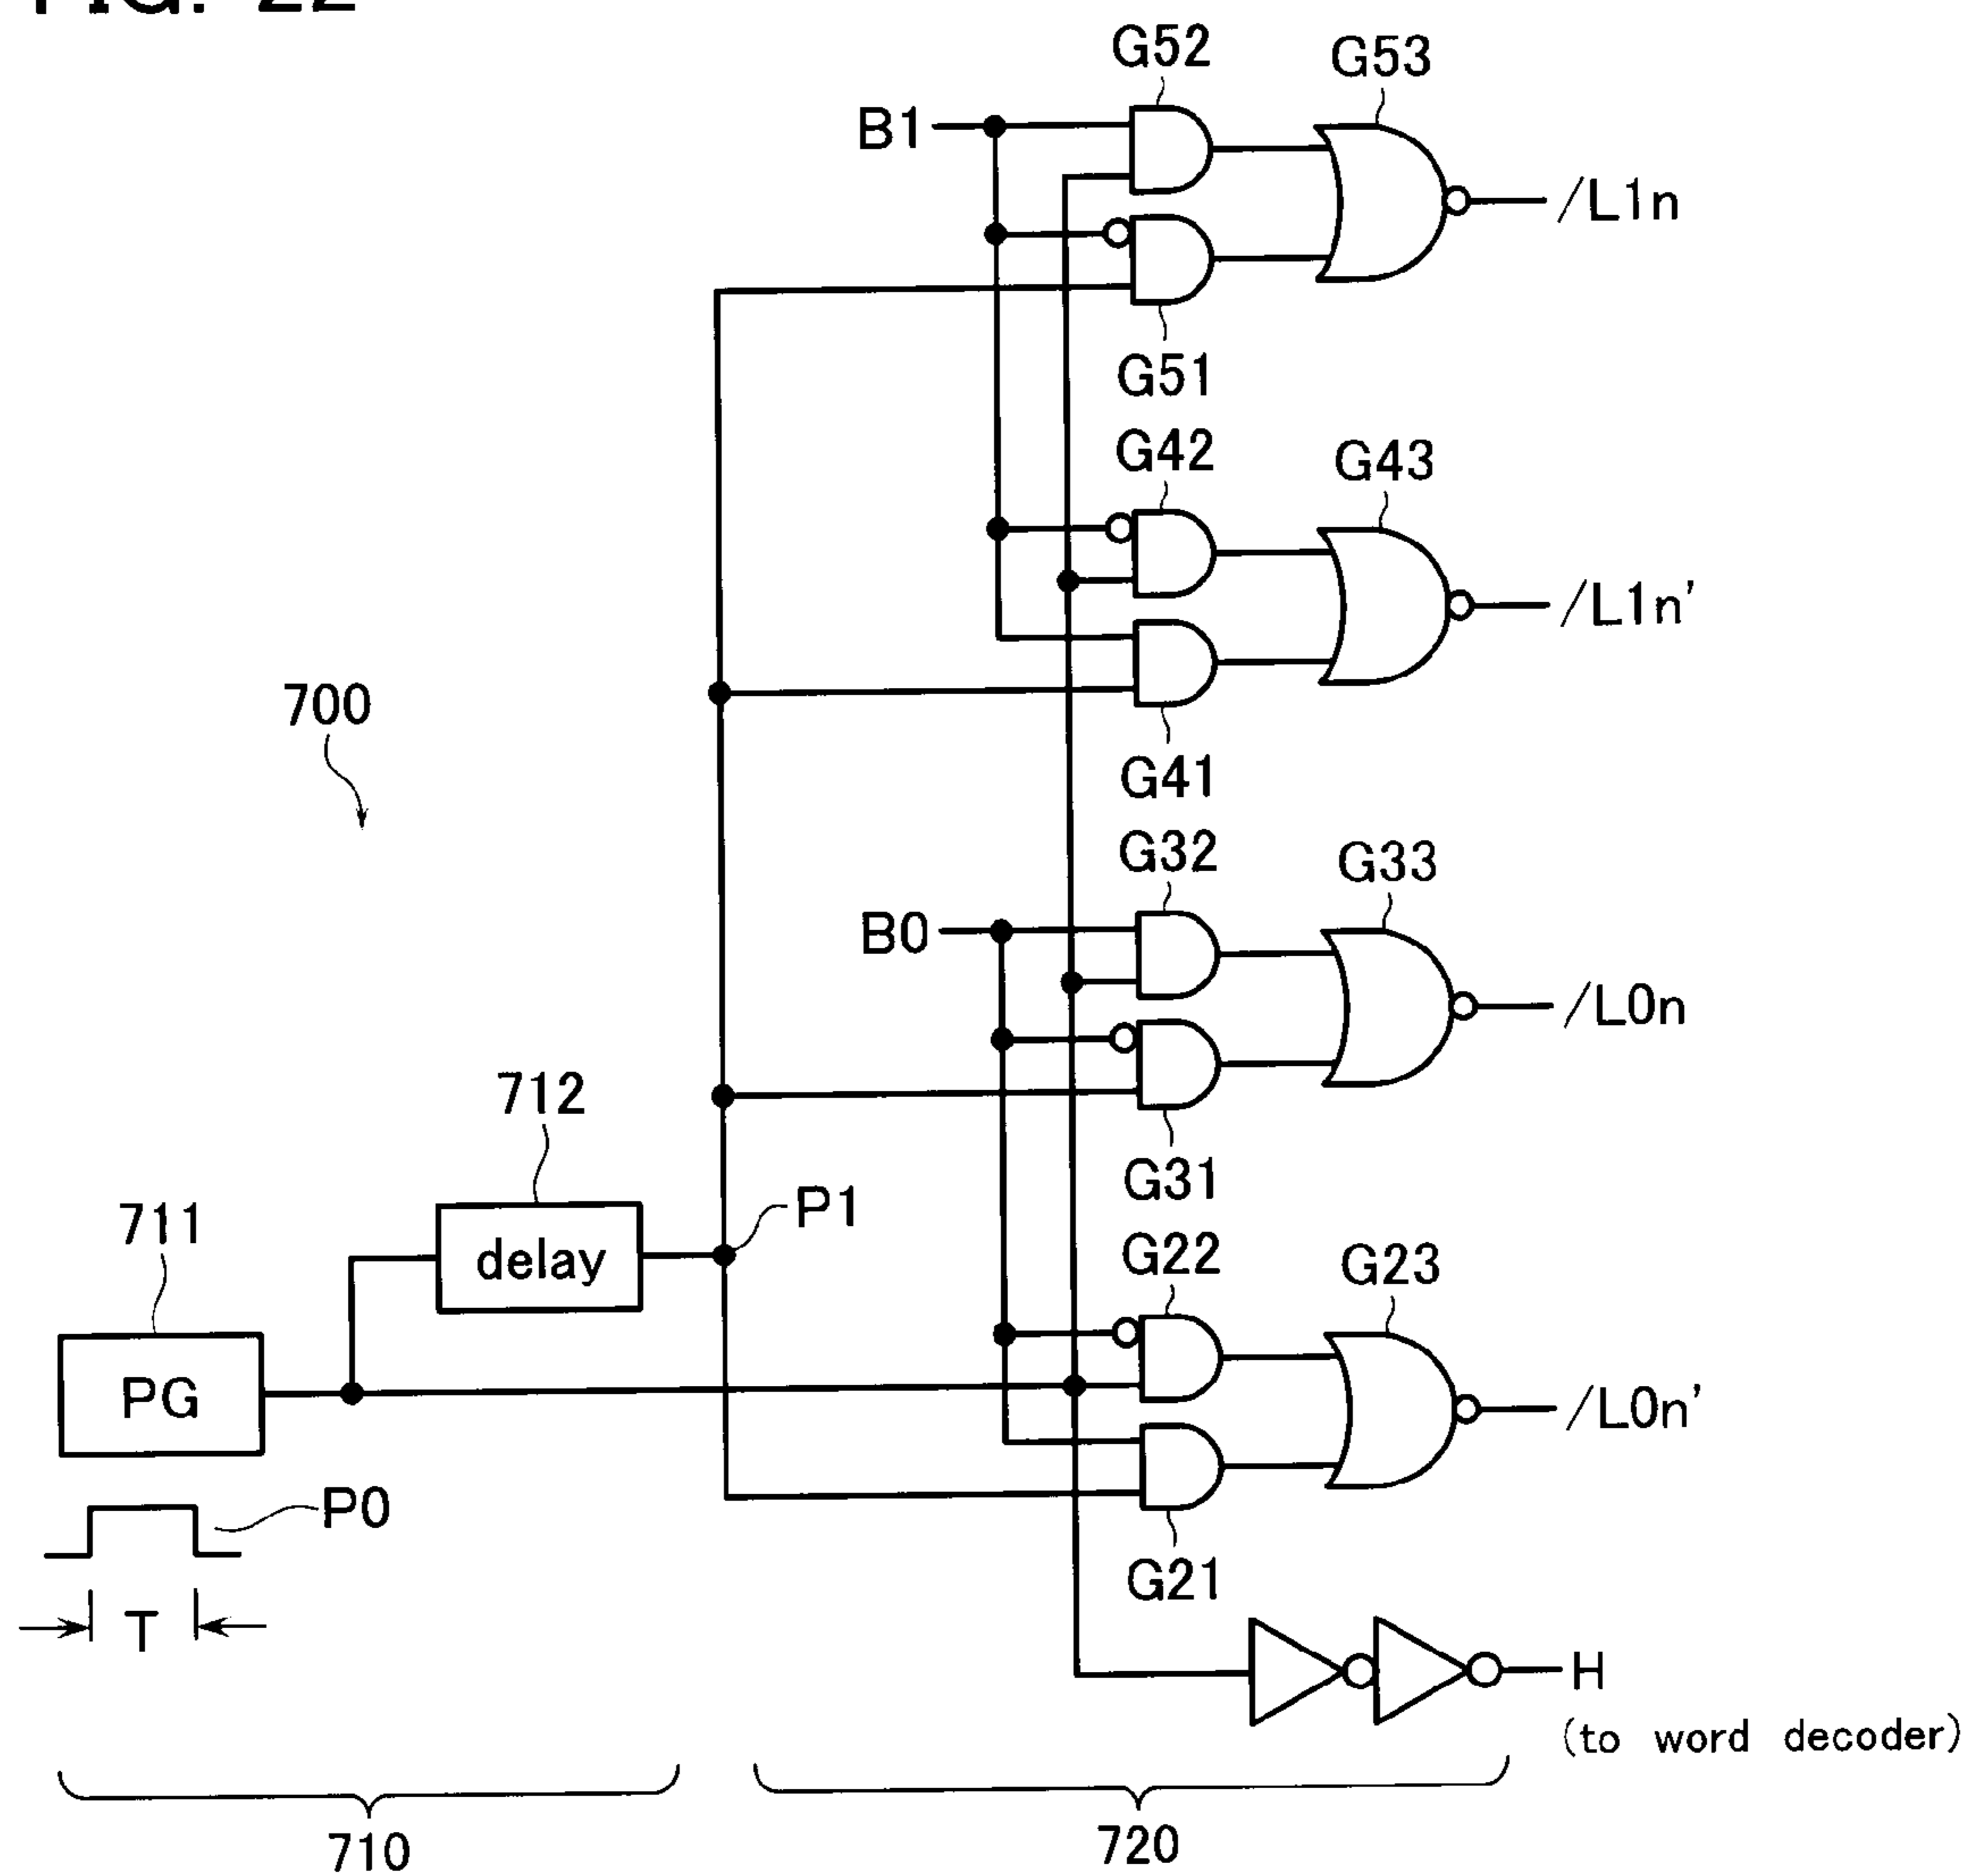 FIG. 22
G52
G53
B1
/L1n
G51
G42
G43
/L1n'
700
G41
G32
G33
B0
/L0n
712
G31
P1
711
delay
G22
G23
PG
/L0n'
P0
G21
T
H
(to word decoder)
710
720